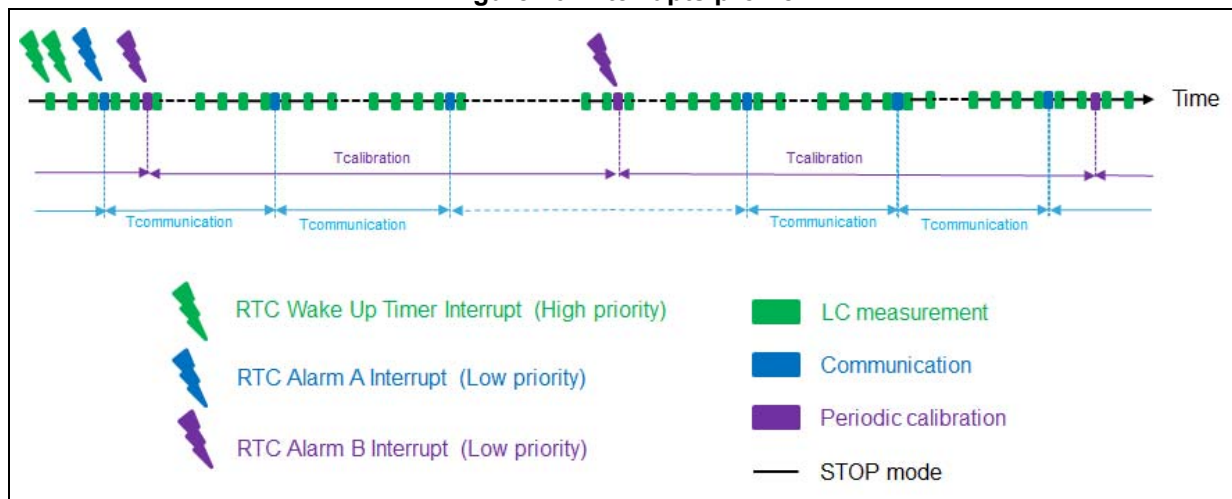 Time
Tcalibration
Tcalibration
Tcommunication
Tcommunication
Tcommunication
Tcommunication
RTC Wake Up Timer Interrupt (High priority)
LC measurement
RTC Alarm A Interrupt (Low priority)
Communication
RTC Alarm B Interrupt (Low priority)
Periodic calibration
STOP mode